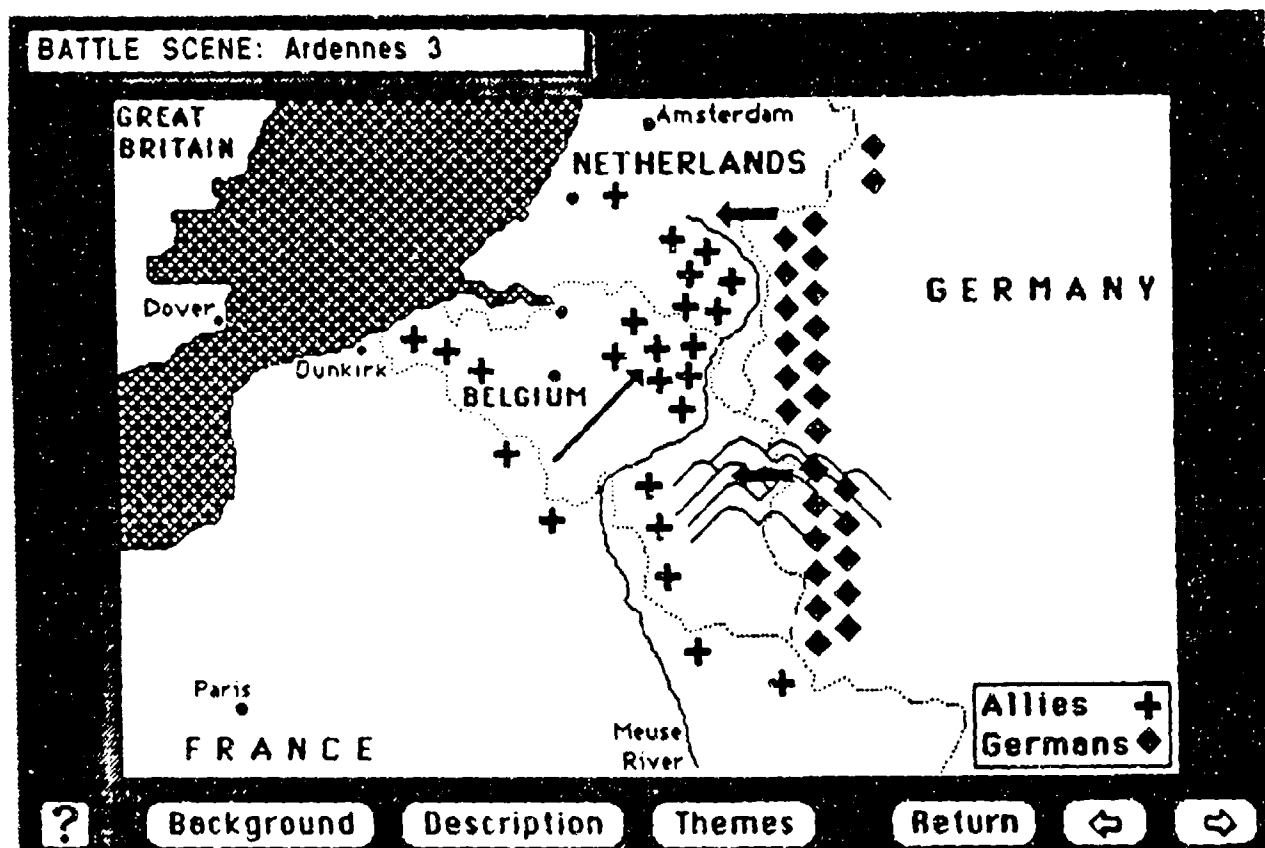 BATTLE SCENE: Ardennes 3
GREAT
BRITAIN
Amsterdam
NETHERLANDS
GERMANY
Dover
Dunkirk
BELGIUM
Paris
FRANCE
Meuse
River
Allies
Germans
?
Background
Description
Themes
Return